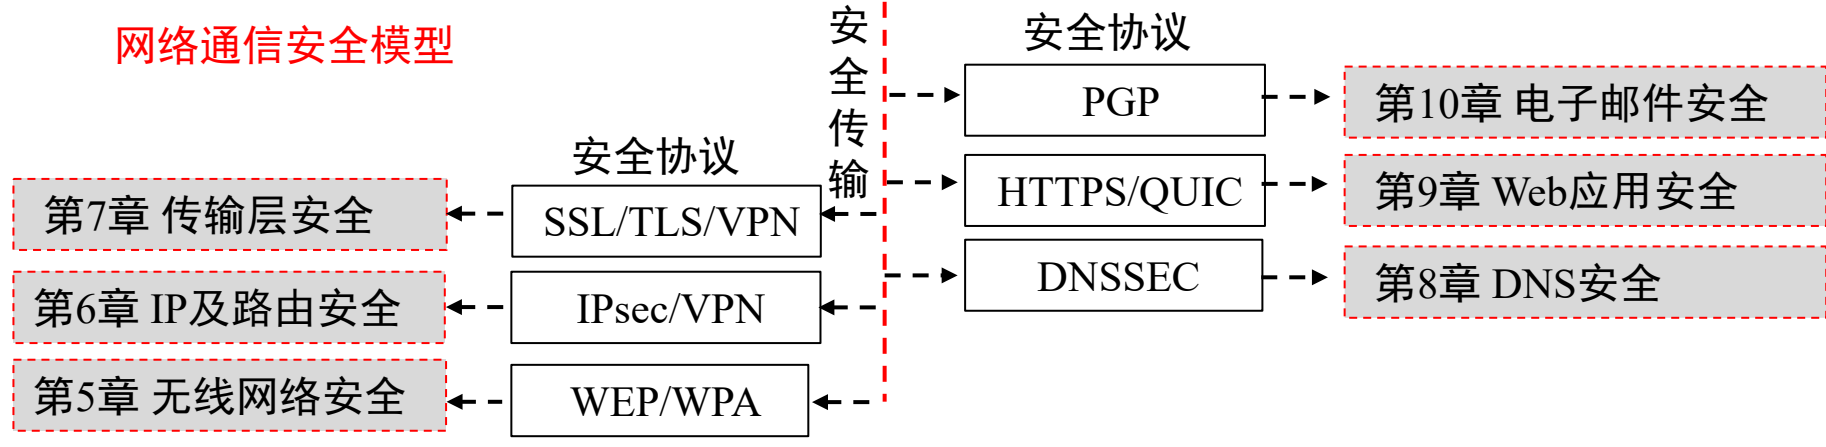 网络通信安全模型
安全传输
安全协议
PGP
第10章 电子邮件安全
HTTPS/QUIC
第9章 Web应用安全
DNSSEC
第8章 DNS安全
安全协议
第7章 传输层安全
SSL/TLS/VPN
第6章 IP及路由安全
IPsec/VPN
第5章 无线网络安全
WEP/WPA